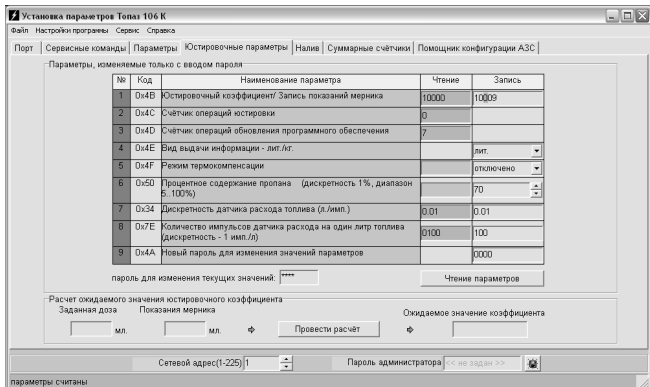 Установка параметров Топаз 106 К
Файл Настройки программы Сервис Справка
Порт Сервисные команды Параметры Юстировочные параметры Налив Суммарные счётчики Помощник конфигурации АЗС
Параметры, изменяемые только с вводом пароля
№ Код Наименование параметра Чтение Запись
1 0x4B Юстировочный коэффициент/ Запись показаний мерника 10000 10009
2 0x4C Счётчик операций юстировки 0
3 0x4D Счётчик операций обновления программного обеспечения 7
4 0x4E Вид выдачи информации - лит./кг. лит.
5 0x4F Режим термокомпенсации отключено
6 0x50 Процентное содержание пропана (дискретность 1%, диапазон 70
5..100%)
7 0x34 Дискретность датчика расхода топлива (л./имп.) 0.01 0.01
8 0x7E Количество импульсов датчика расхода на один литр топлива 0100 100
(дискретность - 1 имп./л)
9 0x4A Новый пароль для изменения значений параметров 0000
пароль для изменения текущих значений: **** Чтение параметров
Расчет ожидаемого значения юстировочного коэффициента
Заданная доза Показания мерника Ожидаемое значение коэффициента
мл. мл. Провести расчёт
Сетевой адрес(1-225) 1 Пароль администратора << не задан >>
параметры считаны